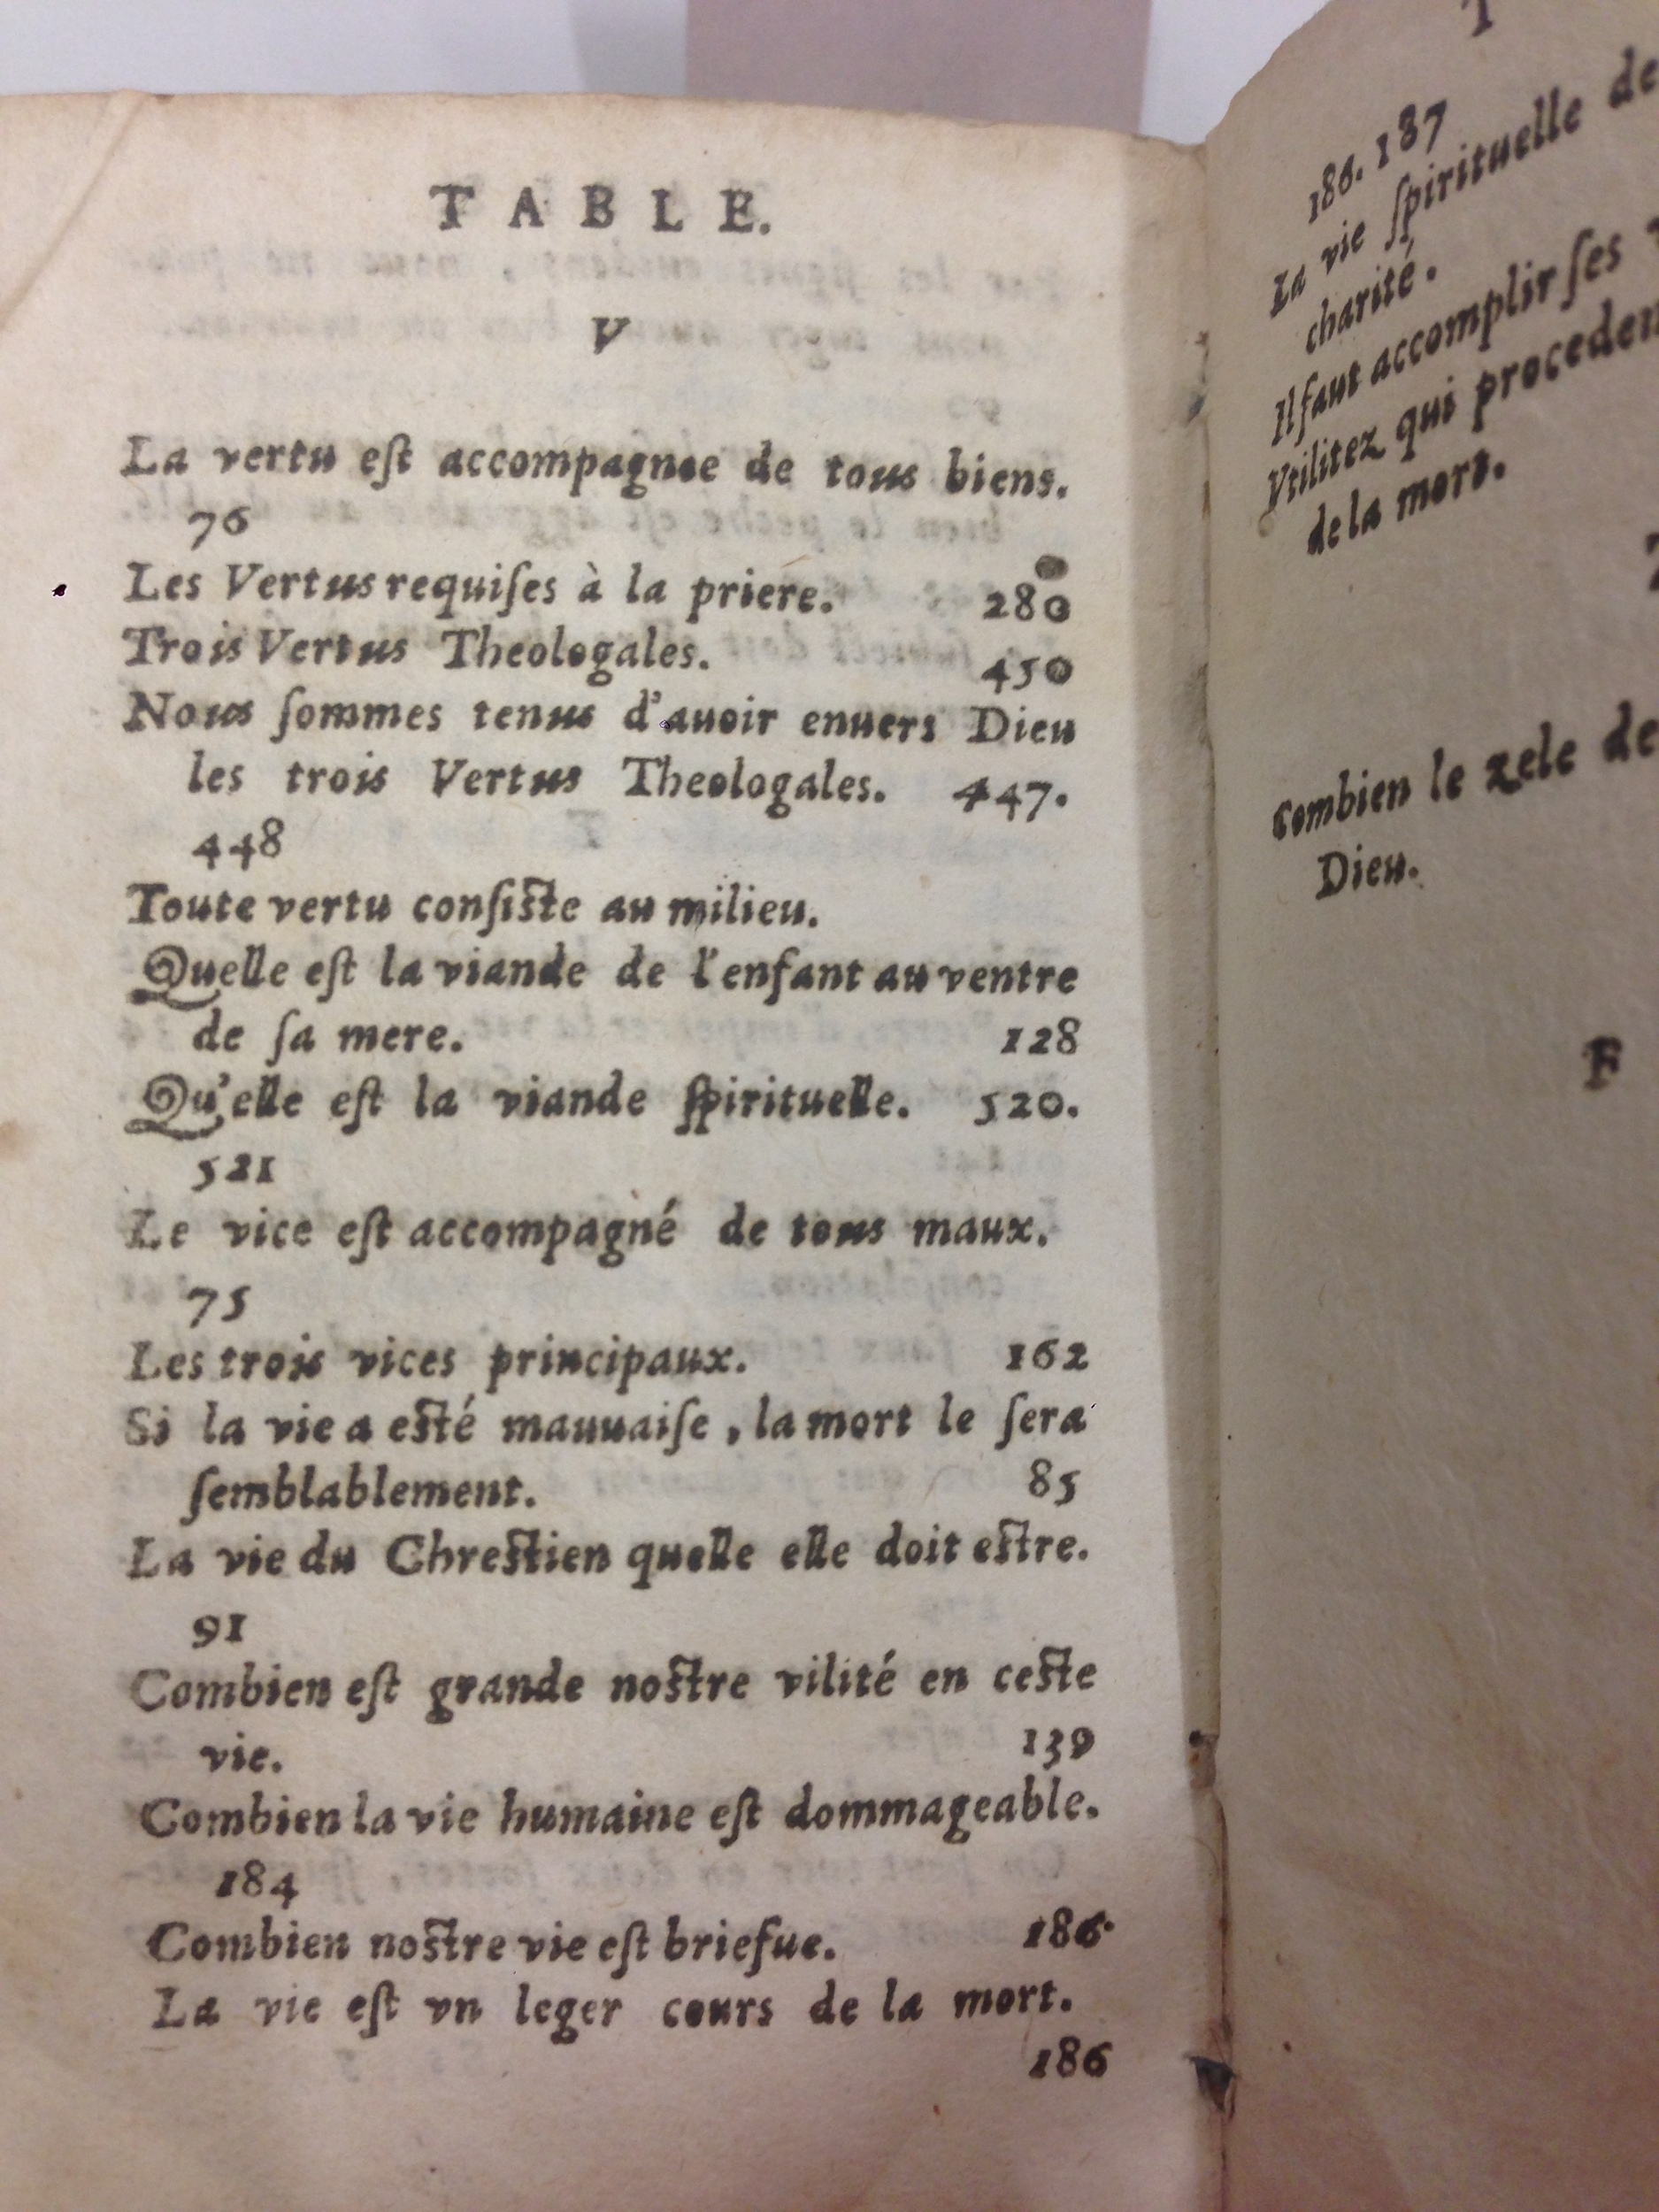 TABLE.
V
La vertu eſt accompagnee de tous biens.
76
Les Vertus requiſes à la priere. 280
Trois Vertus Theologales. 450
Nous ſommes tenus d'auoir enuers Dieu
les trois Vertus Theologales. 447.
448
Toute vertu conſiſte au milieu.
Quelle eſt la viande de l'enfant au ventre
de ſa mere. 128
Qu'elle eſt la viande ſpirituelle. 520.
521
Le vice eſt accompagné de tous maux.
75
Les trois vices principaux. 162
Si la vie a eſté mauuaiſe, la mort le ſera
ſemblablement. 85
La vie du Chreſtien quelle elle doit eſtre.
91
Combien eſt grande noſtre vilité en ceſte
vie. 139
Combien la vie humaine eſt dommageable.
184
Combien noſtre vie eſt briefue. 186.
La vie eſt vn leger cours de la mort.
186
T
186. 187
La vie ſpirituelle de
charité.
Il faut accomplir ſes
Vtilitez qui proceden
de la mort.
combien le zele de
Dieu.
F